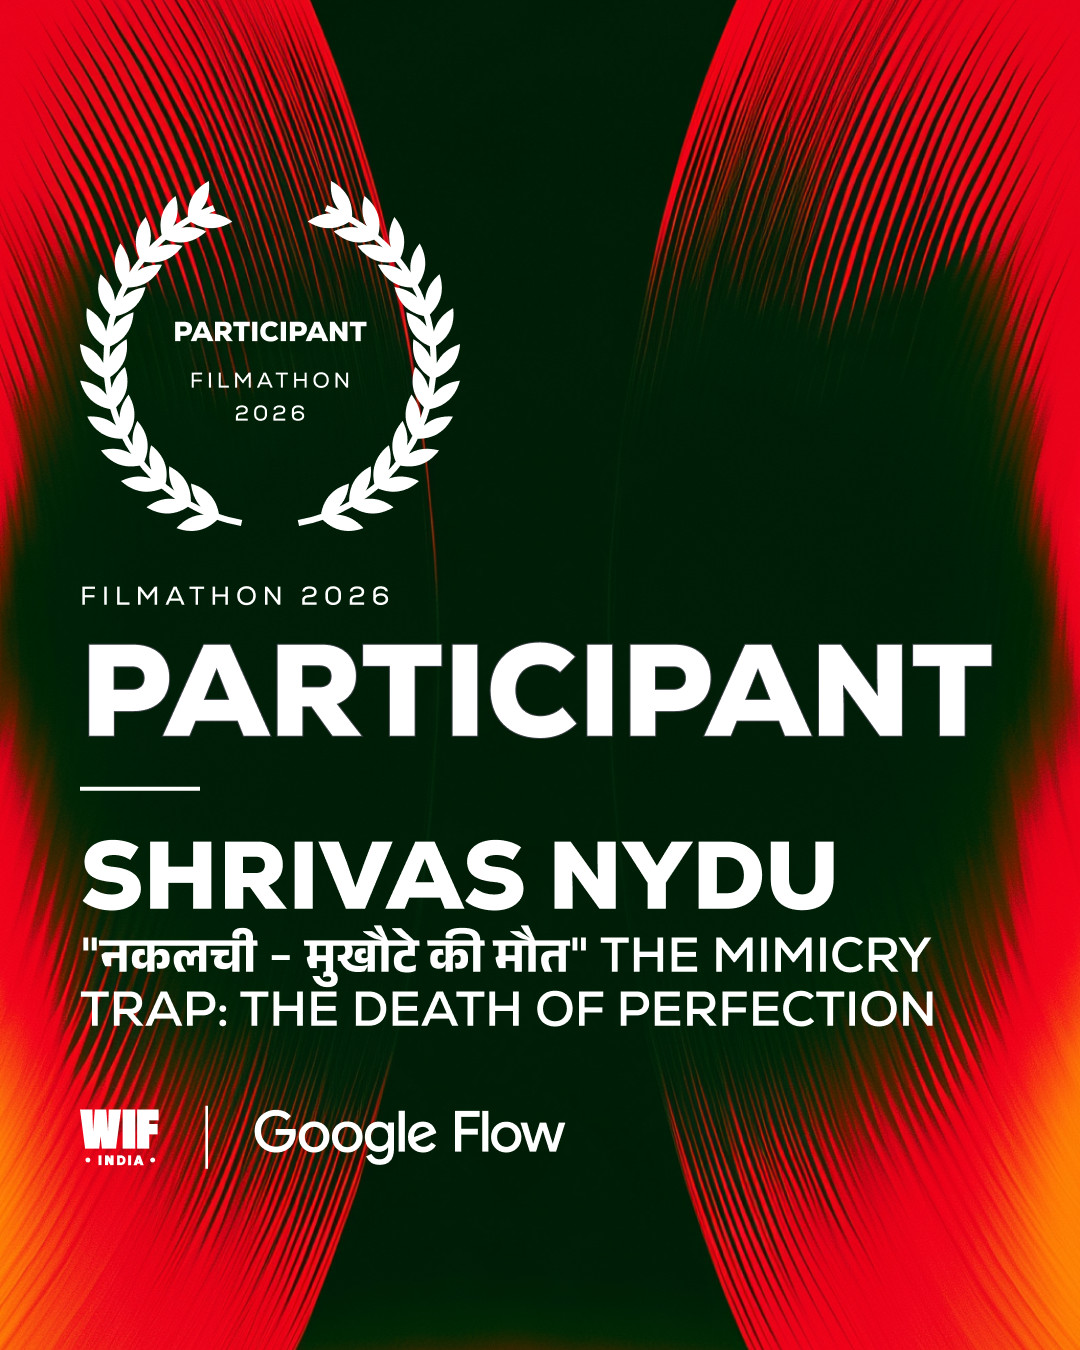 PARTICIPANT
FILMATHON
2026
FILMATHON 2026
PARTICIPANT
SHRIVAS NYDU
"नकलची - मुखौटे की मौत" THE MIMICRY
TRAP: THE DEATH OF PERFECTION
WIF
• INDIA •
Google Flow